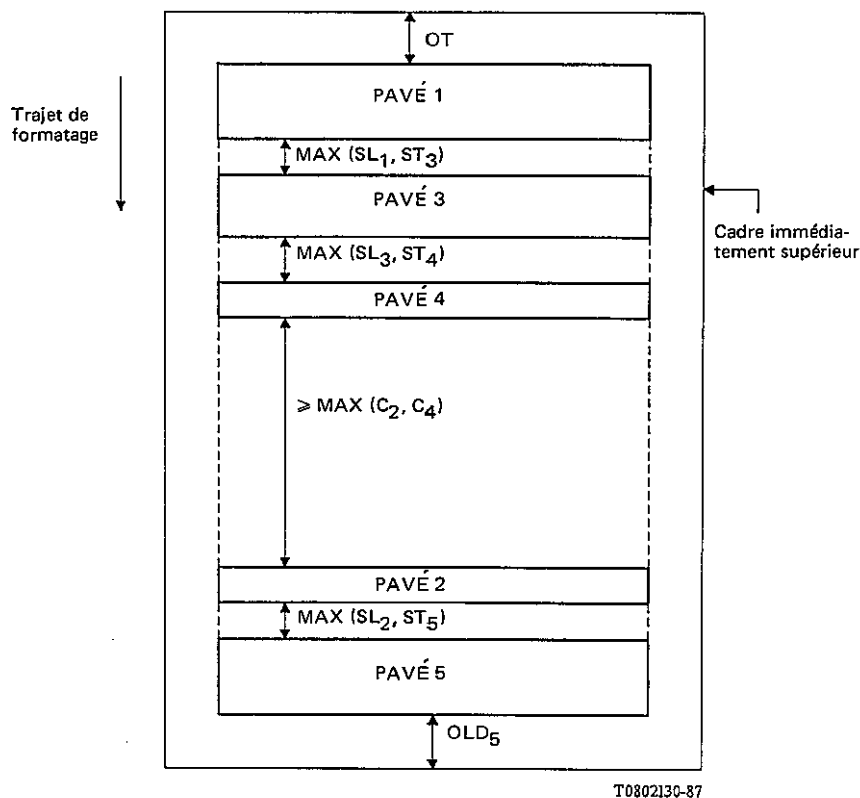 OT
Trajet de
formatage
PAVÉ 1
MAX (SL₁, ST₃)
PAVÉ 3
Cadre immédia-
tement supérieur
MAX (SL₃, ST₄)
PAVÉ 4
⩾ MAX (C₂, C₄)
PAVÉ 2
MAX (SL₂, ST₅)
PAVÉ 5
OLD₅
T0802130-87